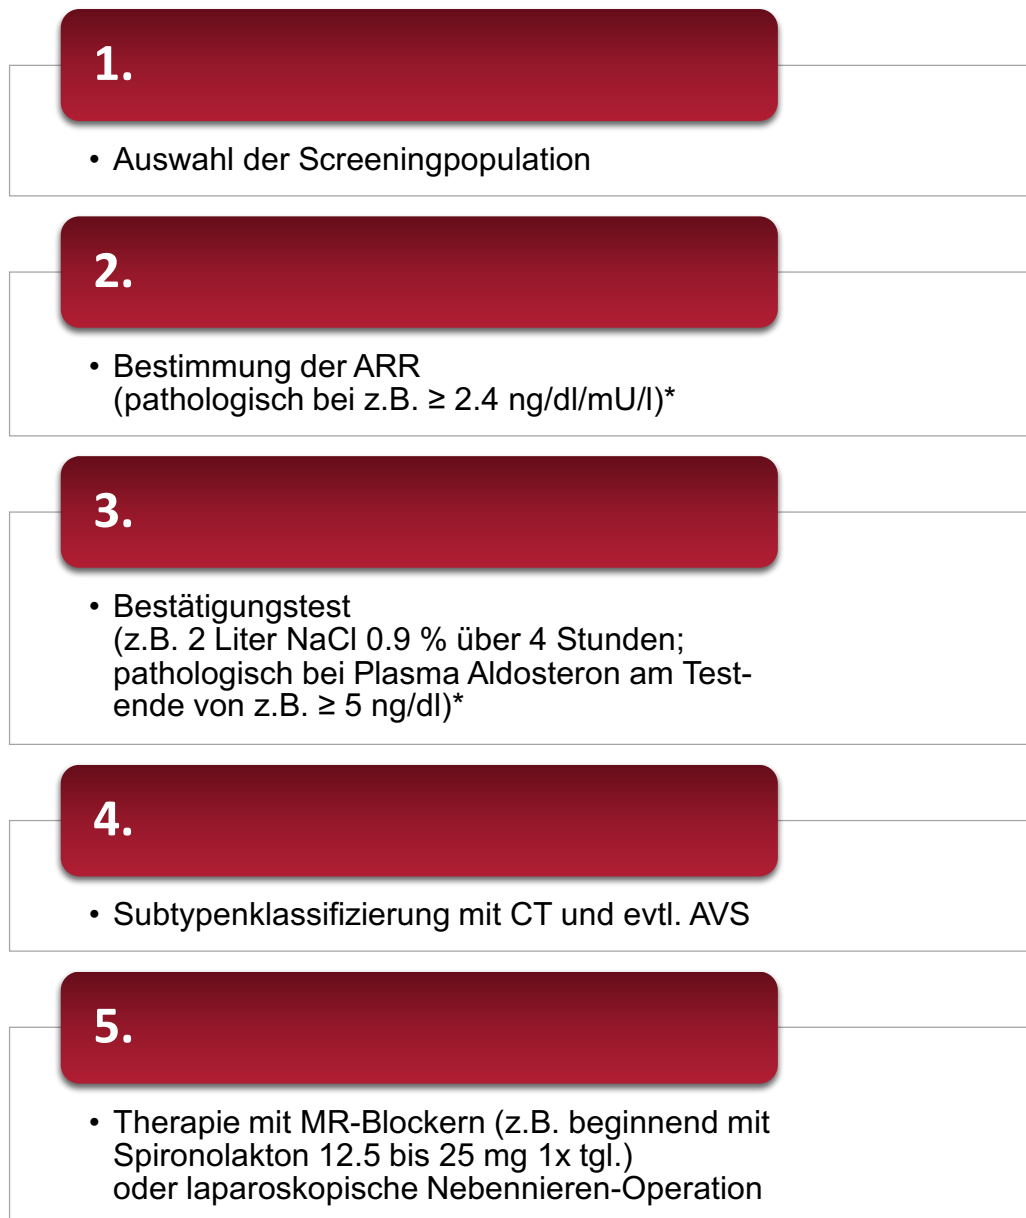 1.
• Auswahl der Screeningpopulation
2.
• Bestimmung der ARR
(pathologisch bei z.B. ≥ 2.4 ng/dl/mU/l)*
3.
• Bestätigungstest
(z.B. 2 Liter NaCl 0.9 % über 4 Stunden;
pathologisch bei Plasma Aldosteron am Test-
ende von z.B. ≥ 5 ng/dl)*
4.
• Subtypenklassifizierung mit CT und evtl. AVS
5.
• Therapie mit MR-Blockern (z.B. beginnend mit
Spironolakton 12.5 bis 25 mg 1x tgl.)
oder laparoskopische Nebennieren-Operation